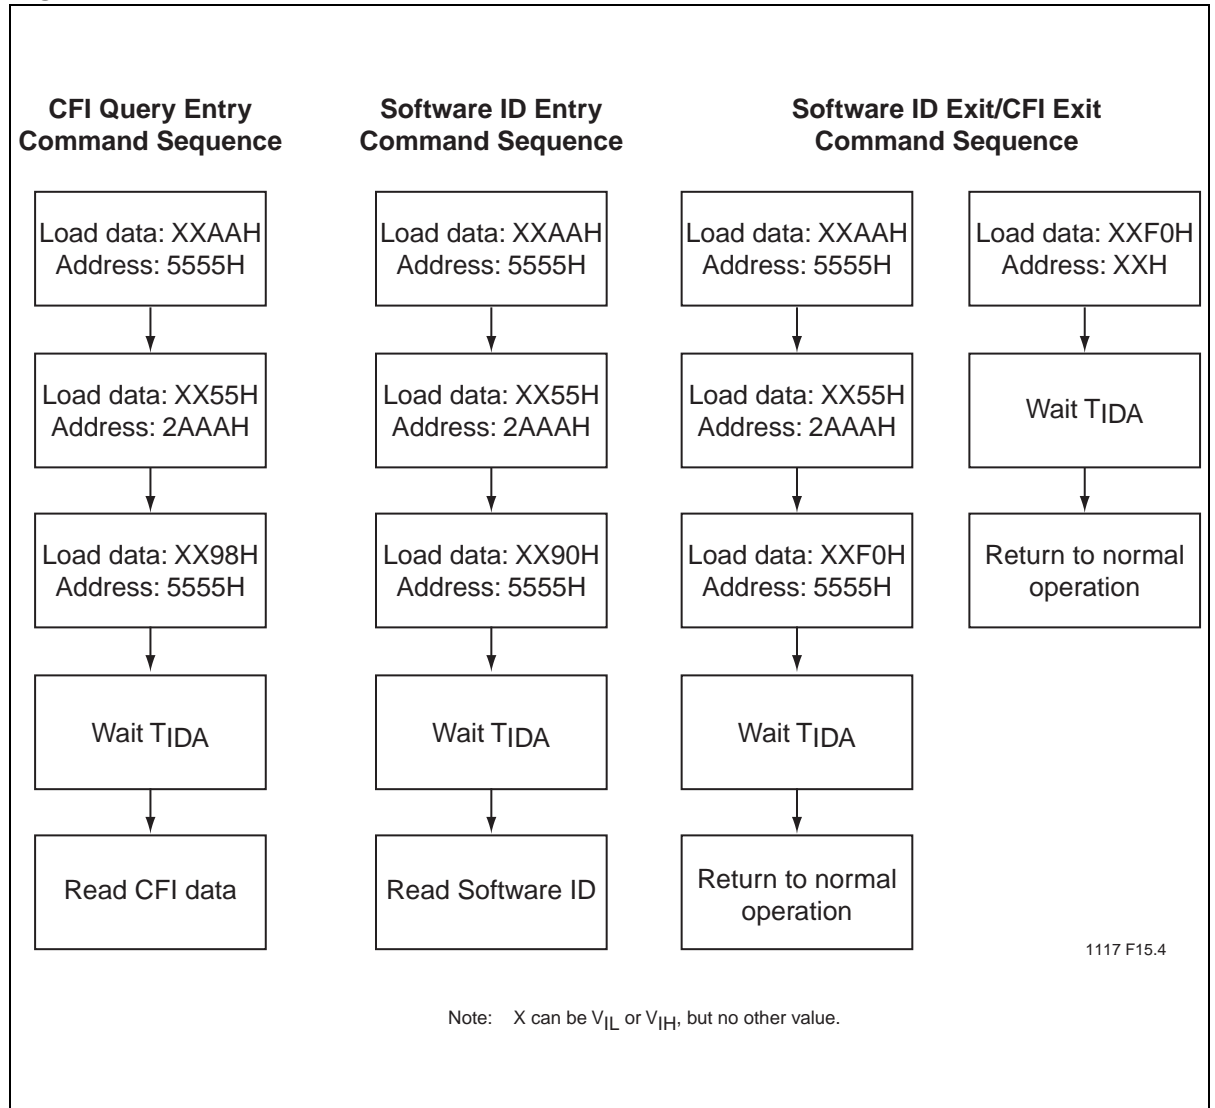 CFI Query Entry
Command Sequence
Load data: XXAAH
Address: 5555H
Load data: XX55H
Address: 2AAAH
Load data: XX98H
Address: 5555H
Wait TIDA
Read CFI data
Software ID Entry
Command Sequence
Load data: XXAAH
Address: 5555H
Load data: XX55H
Address: 2AAAH
Load data: XX90H
Address: 5555H
Wait TIDA
Read Software ID
Software ID Exit/CFI Exit
Command Sequence
Load data: XXAAH
Address: 5555H
Load data: XX55H
Address: 2AAAH
Load data: XXF0H
Address: 5555H
Wait TIDA
Return to normal
operation
Load data: XXF0H
Address: XXH
Wait TIDA
Return to normal
operation
1117 F15.4
Note: X can be VIL or VIH, but no other value.